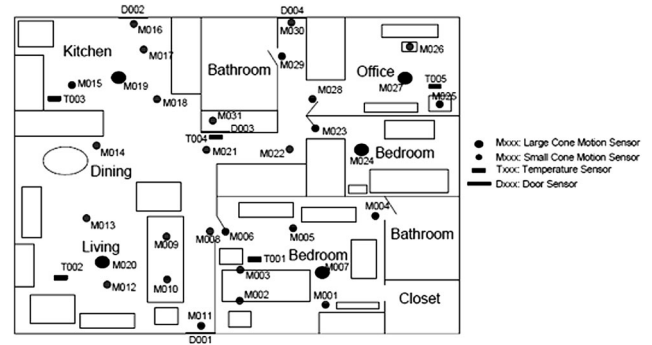 D002
D004
M016
M030
Kitchen
M017
M026
M029
Bathroom
Office
M019
M027
T005
M015
M028
M025
T003
M018
M031
T004
D003
M023
M014
M021
M022
M024
Bedroom
Dining
M004
M013
M008
M006
M005
M009
Bathroom
Living
T001
Bedroom
T002
M020
M003
M007
M012
M010
M002
M001
Closet
M011
D001
Mxxx: Large Cone Motion Sensor
Mxxx: Small Cone Motion Sensor
Txxx: Temperature Sensor
Dxxx: Door Sensor